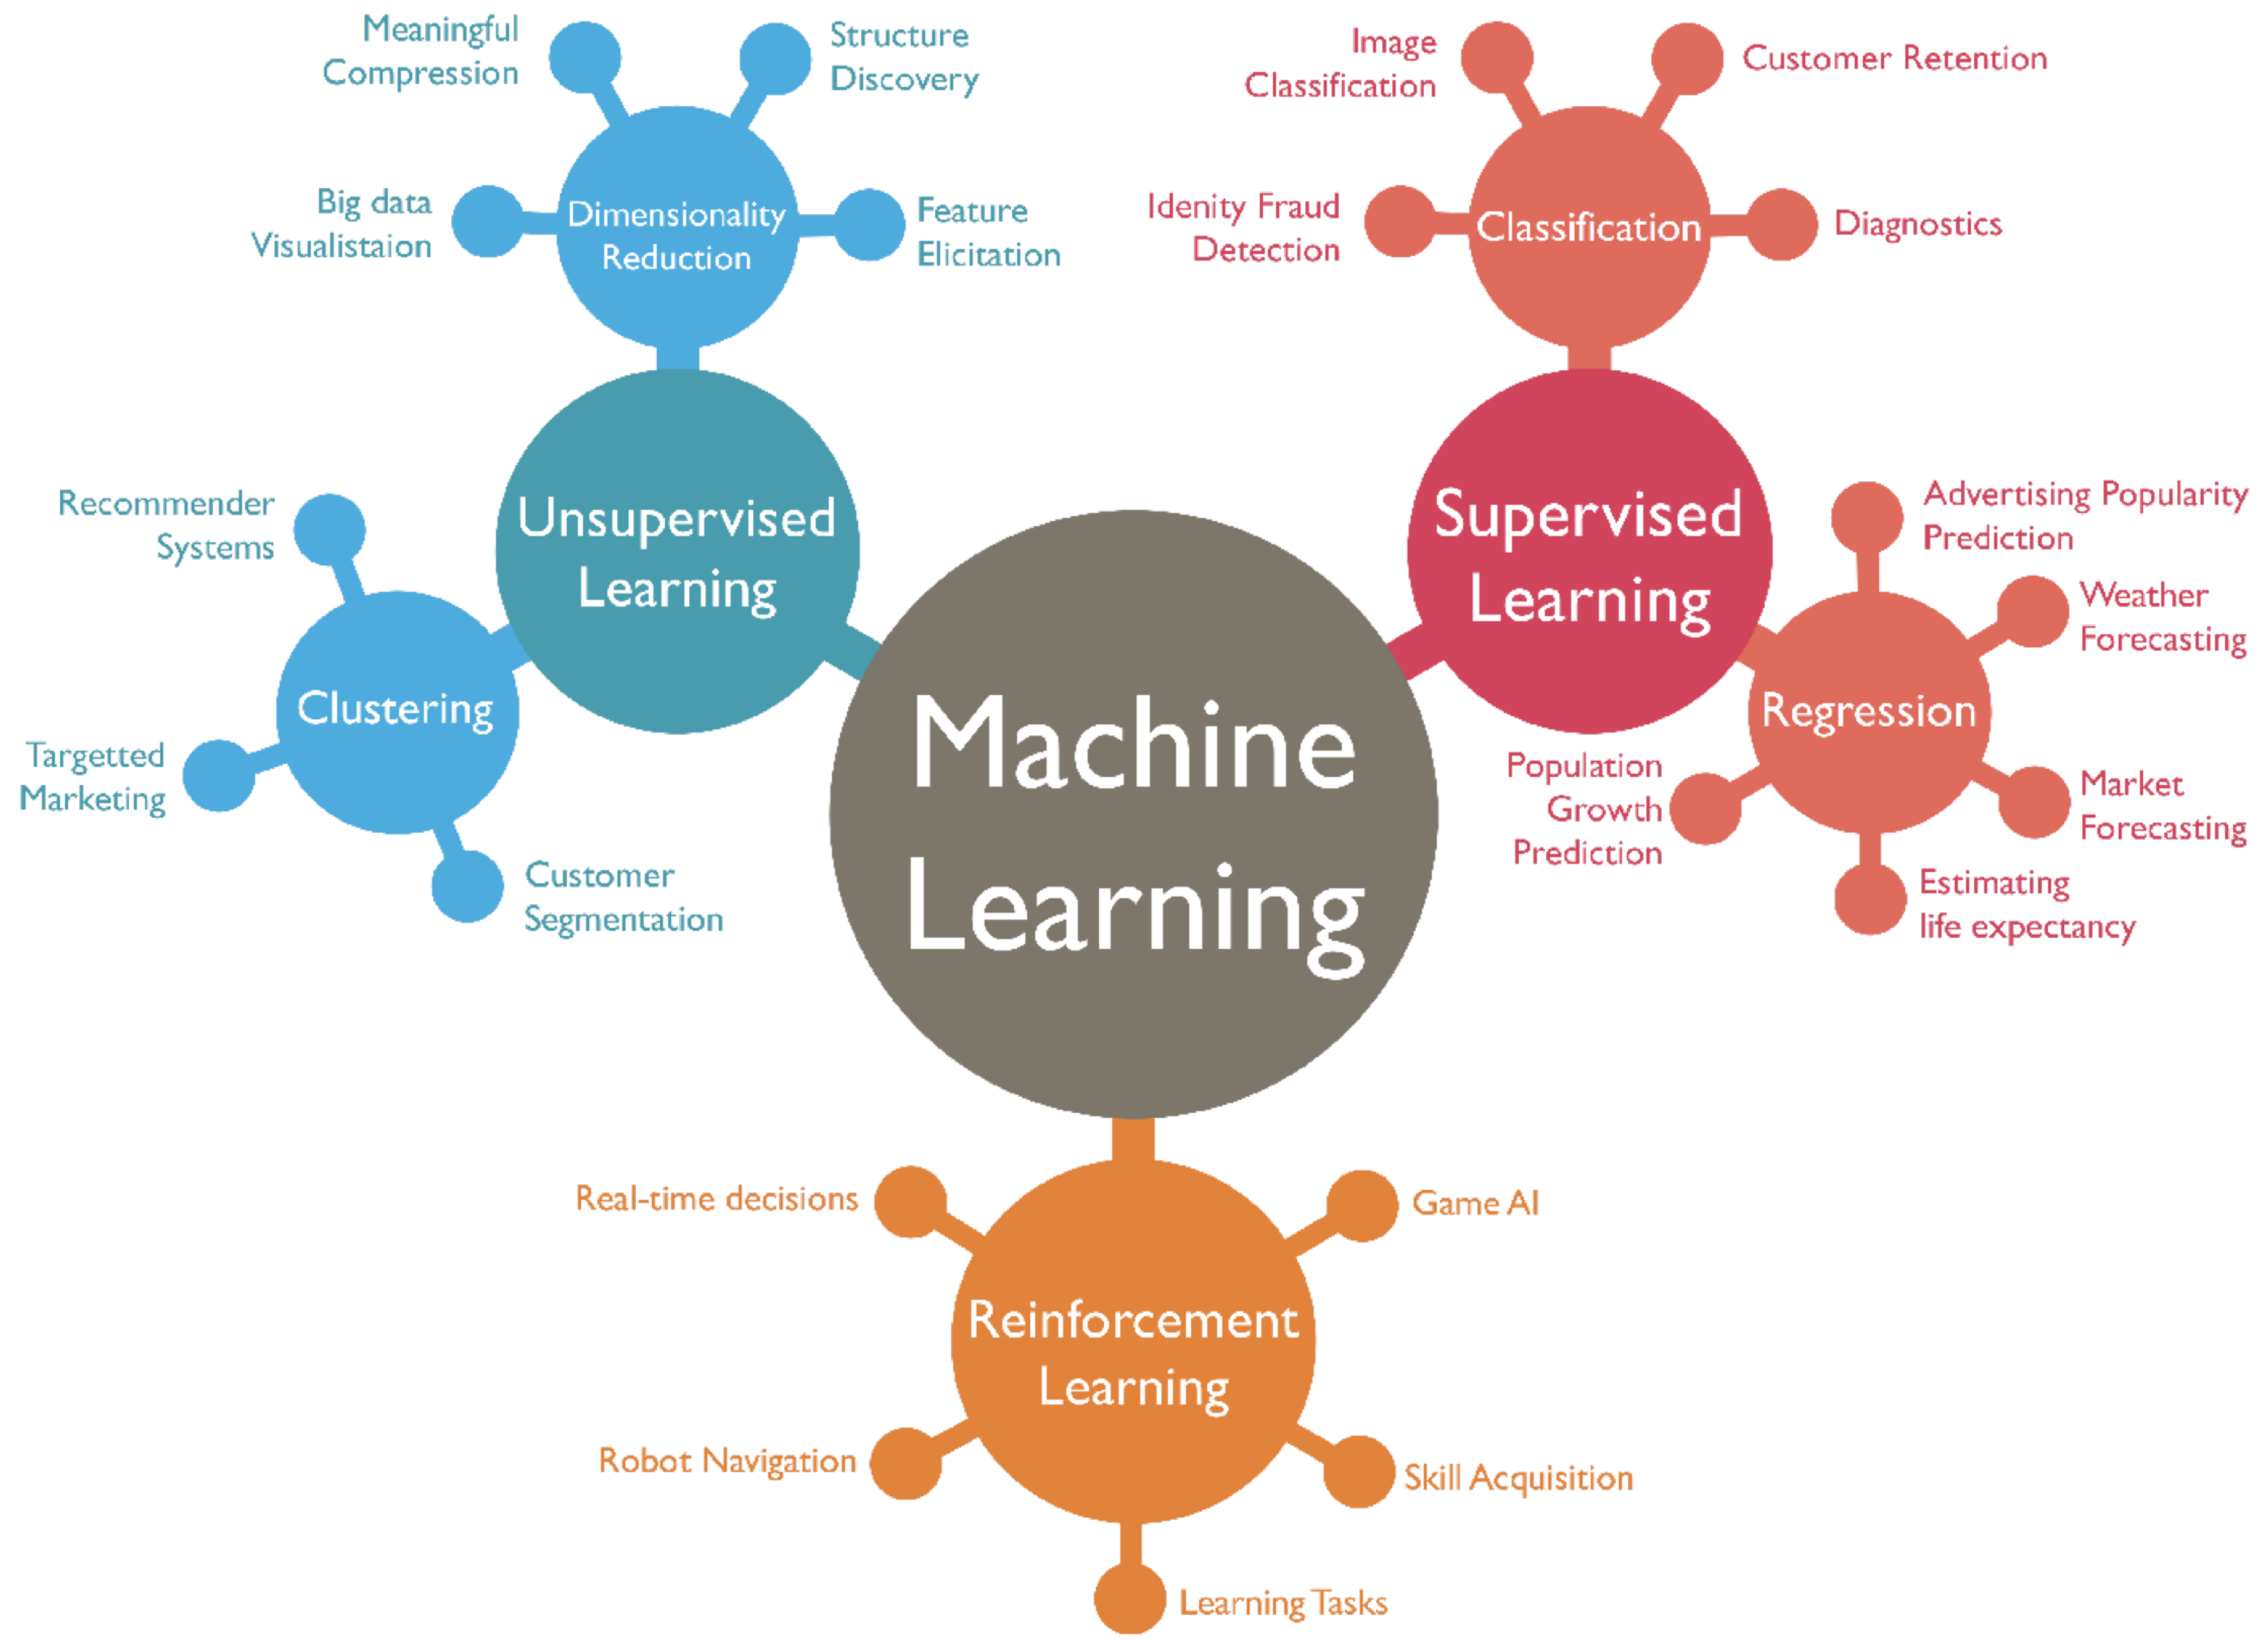 Meaningful
Compression
Structure
Discovery
Big data
Visualistaion
Dimensionality
Reduction
Feature
Elicitation
Image
Classification
Customer Retention
Idenity Fraud
Detection
Classification
Diagnostics
Unsupervised
Learning
Recommender
Systems
Clustering
Targetted
Marketing
Customer
Segmentation
Supervised
Learning
Advertising Popularity
Prediction
Weather
Forecasting
Regression
Population
Growth
Prediction
Market
Forecasting
Estimating
life expectancy
Machine
Learning
Real-time decisions
Game AI
Reinforcement
Learning
Robot Navigation
Skill Acquisition
Learning Tasks